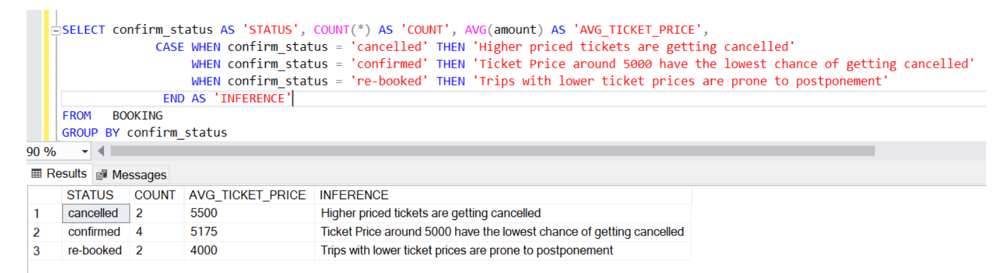 SELECT confirm_status AS 'STATUS', COUNT(*) AS 'COUNT', AVG(amount) AS 'AVG_TICKET_PRICE',
CASE WHEN confirm_status = 'cancelled' THEN 'Higher priced tickets are getting cancelled'
WHEN confirm_status = 'confirmed' THEN 'Ticket Price around 5000 have the lowest chance of getting cancelled'
WHEN confirm_status = 're-booked' THEN 'Trips with lower ticket prices are prone to postponement'
END AS 'INFERENCE'
FROM BOOKING
GROUP BY confirm_status
90 %
Results Messages
STATUS COUNT AVG_TICKET_PRICE INFERENCE
1 cancelled 2 5500 Higher priced tickets are getting cancelled
2 confirmed 4 5175 Ticket Price around 5000 have the lowest chance of getting cancelled
3 re-booked 2 4000 Trips with lower ticket prices are prone to postponement